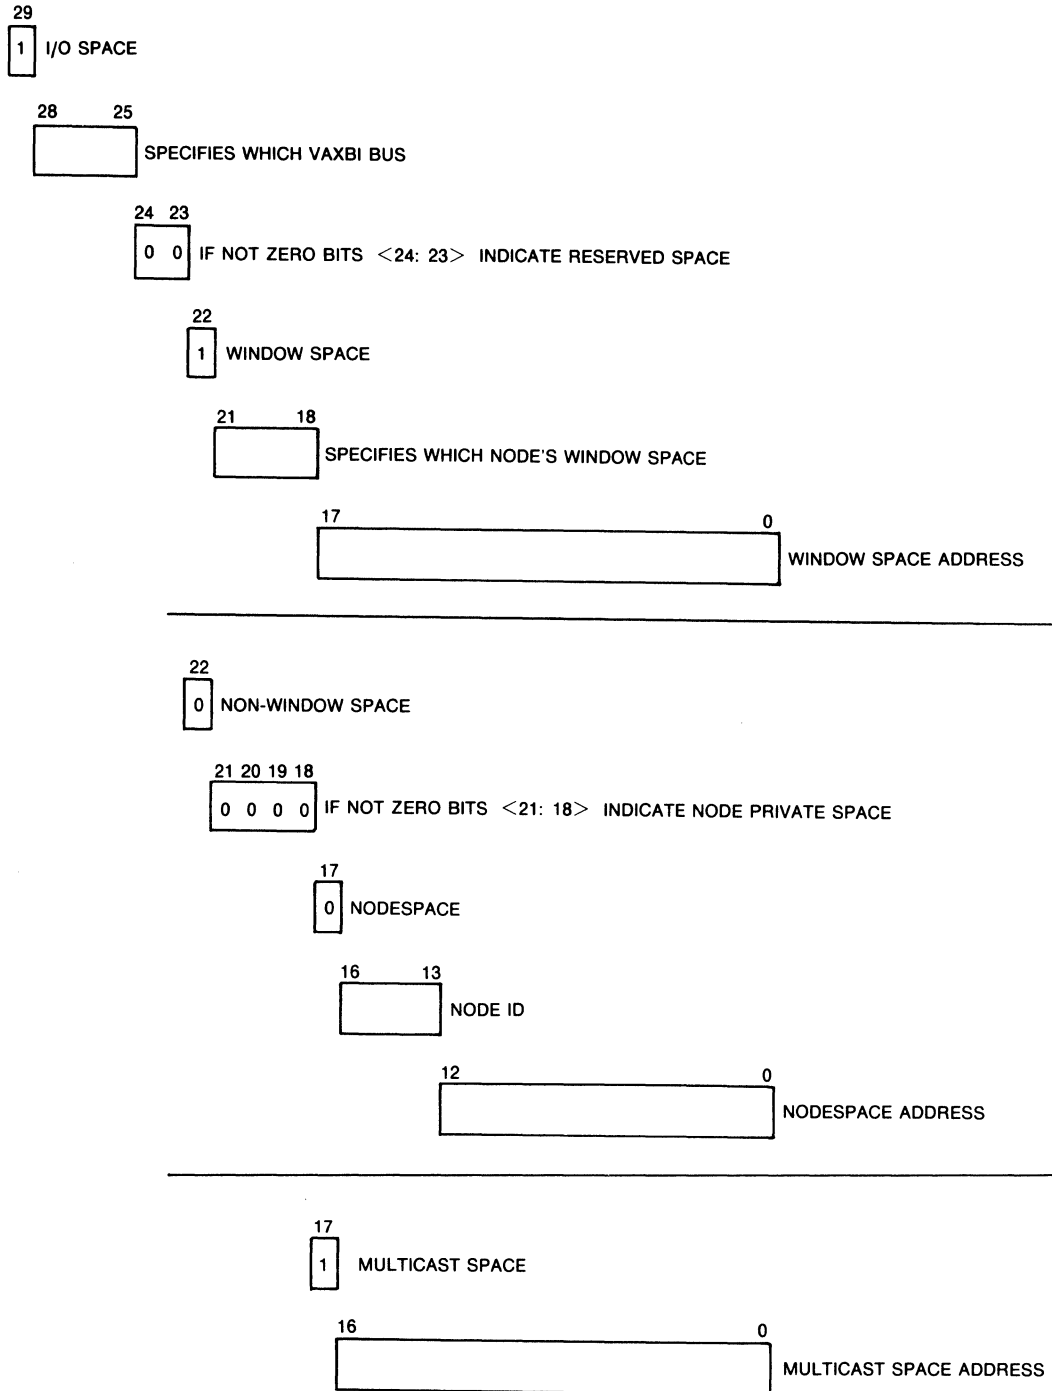 29
1 I/O SPACE
28 25
SPECIFIES WHICH VAXBI BUS
24 23
0 0 IF NOT ZERO BITS <24: 23> INDICATE RESERVED SPACE
22
1 WINDOW SPACE
21 18
SPECIFIES WHICH NODE'S WINDOW SPACE
17 0
WINDOW SPACE ADDRESS
22
0 NON-WINDOW SPACE
21 20 19 18
0 0 0 0 IF NOT ZERO BITS <21: 18> INDICATE NODE PRIVATE SPACE
17
0 NODESPACE
16 13
NODE ID
12 0
NODESPACE ADDRESS
17
1 MULTICAST SPACE
16 0
MULTICAST SPACE ADDRESS